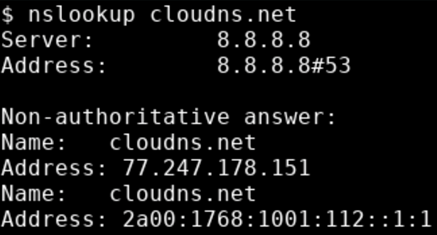 $ nslookup cloudns.net
Server:         8.8.8.8
Address:        8.8.8.8#53

Non-authoritative answer:
Name:   cloudns.net
Address: 77.247.178.151
Name:   cloudns.net
Address: 2a00:1768:1001:112::1:1